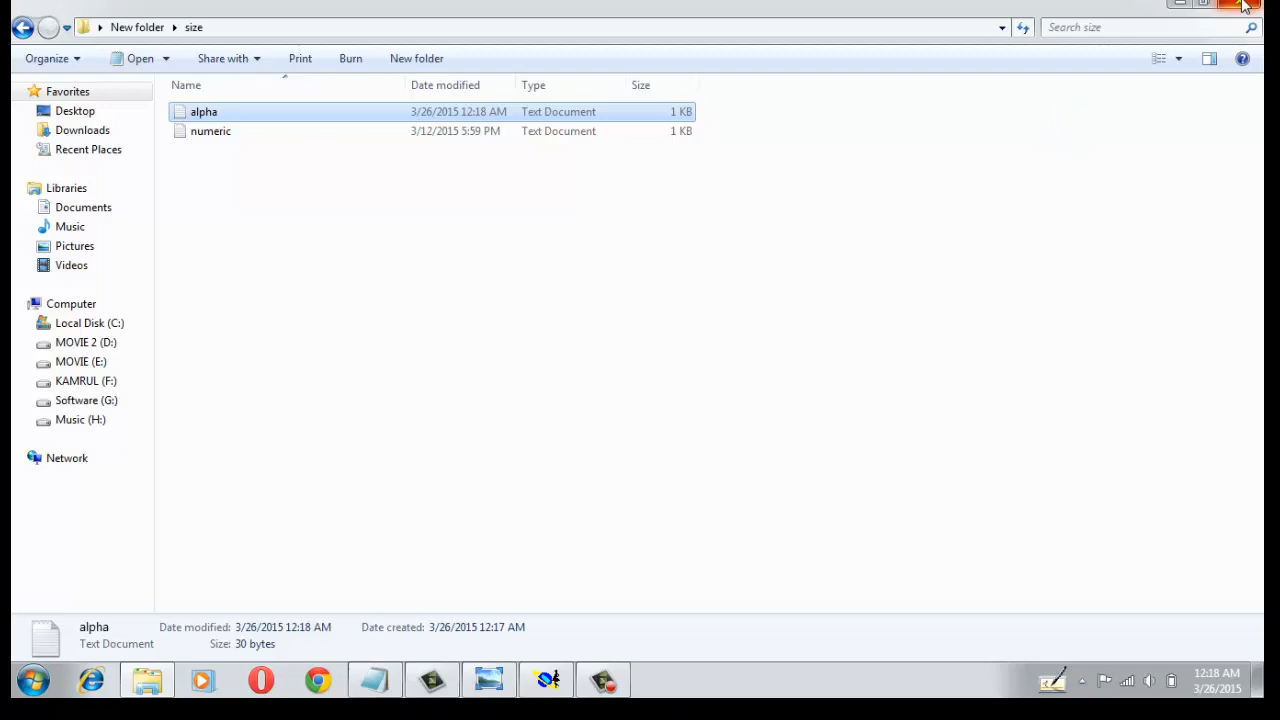 New folder size
Search size
Organize Open Share with Print Burn New folder
Name Date modified Type Size
Favorites
alpha 3/26/2015 12:18 AM Text Document 1 KB
Desktop
numeric 3/12/2015 5:59 PM Text Document 1 KB
Downloads
Recent Places
Libraries
Documents
Music
Pictures
Videos
Computer
Local Disk (C:)
MOVIE 2 (D:)
MOVIE (E:)
KAMRUL (F:)
Software (G:)
Music (H:)
Network
alpha Date modified: 3/26/2015 12:18 AM Date created: 3/26/2015 12:17 AM
Text Document Size: 30 bytes
12:18 AM
3/26/2015